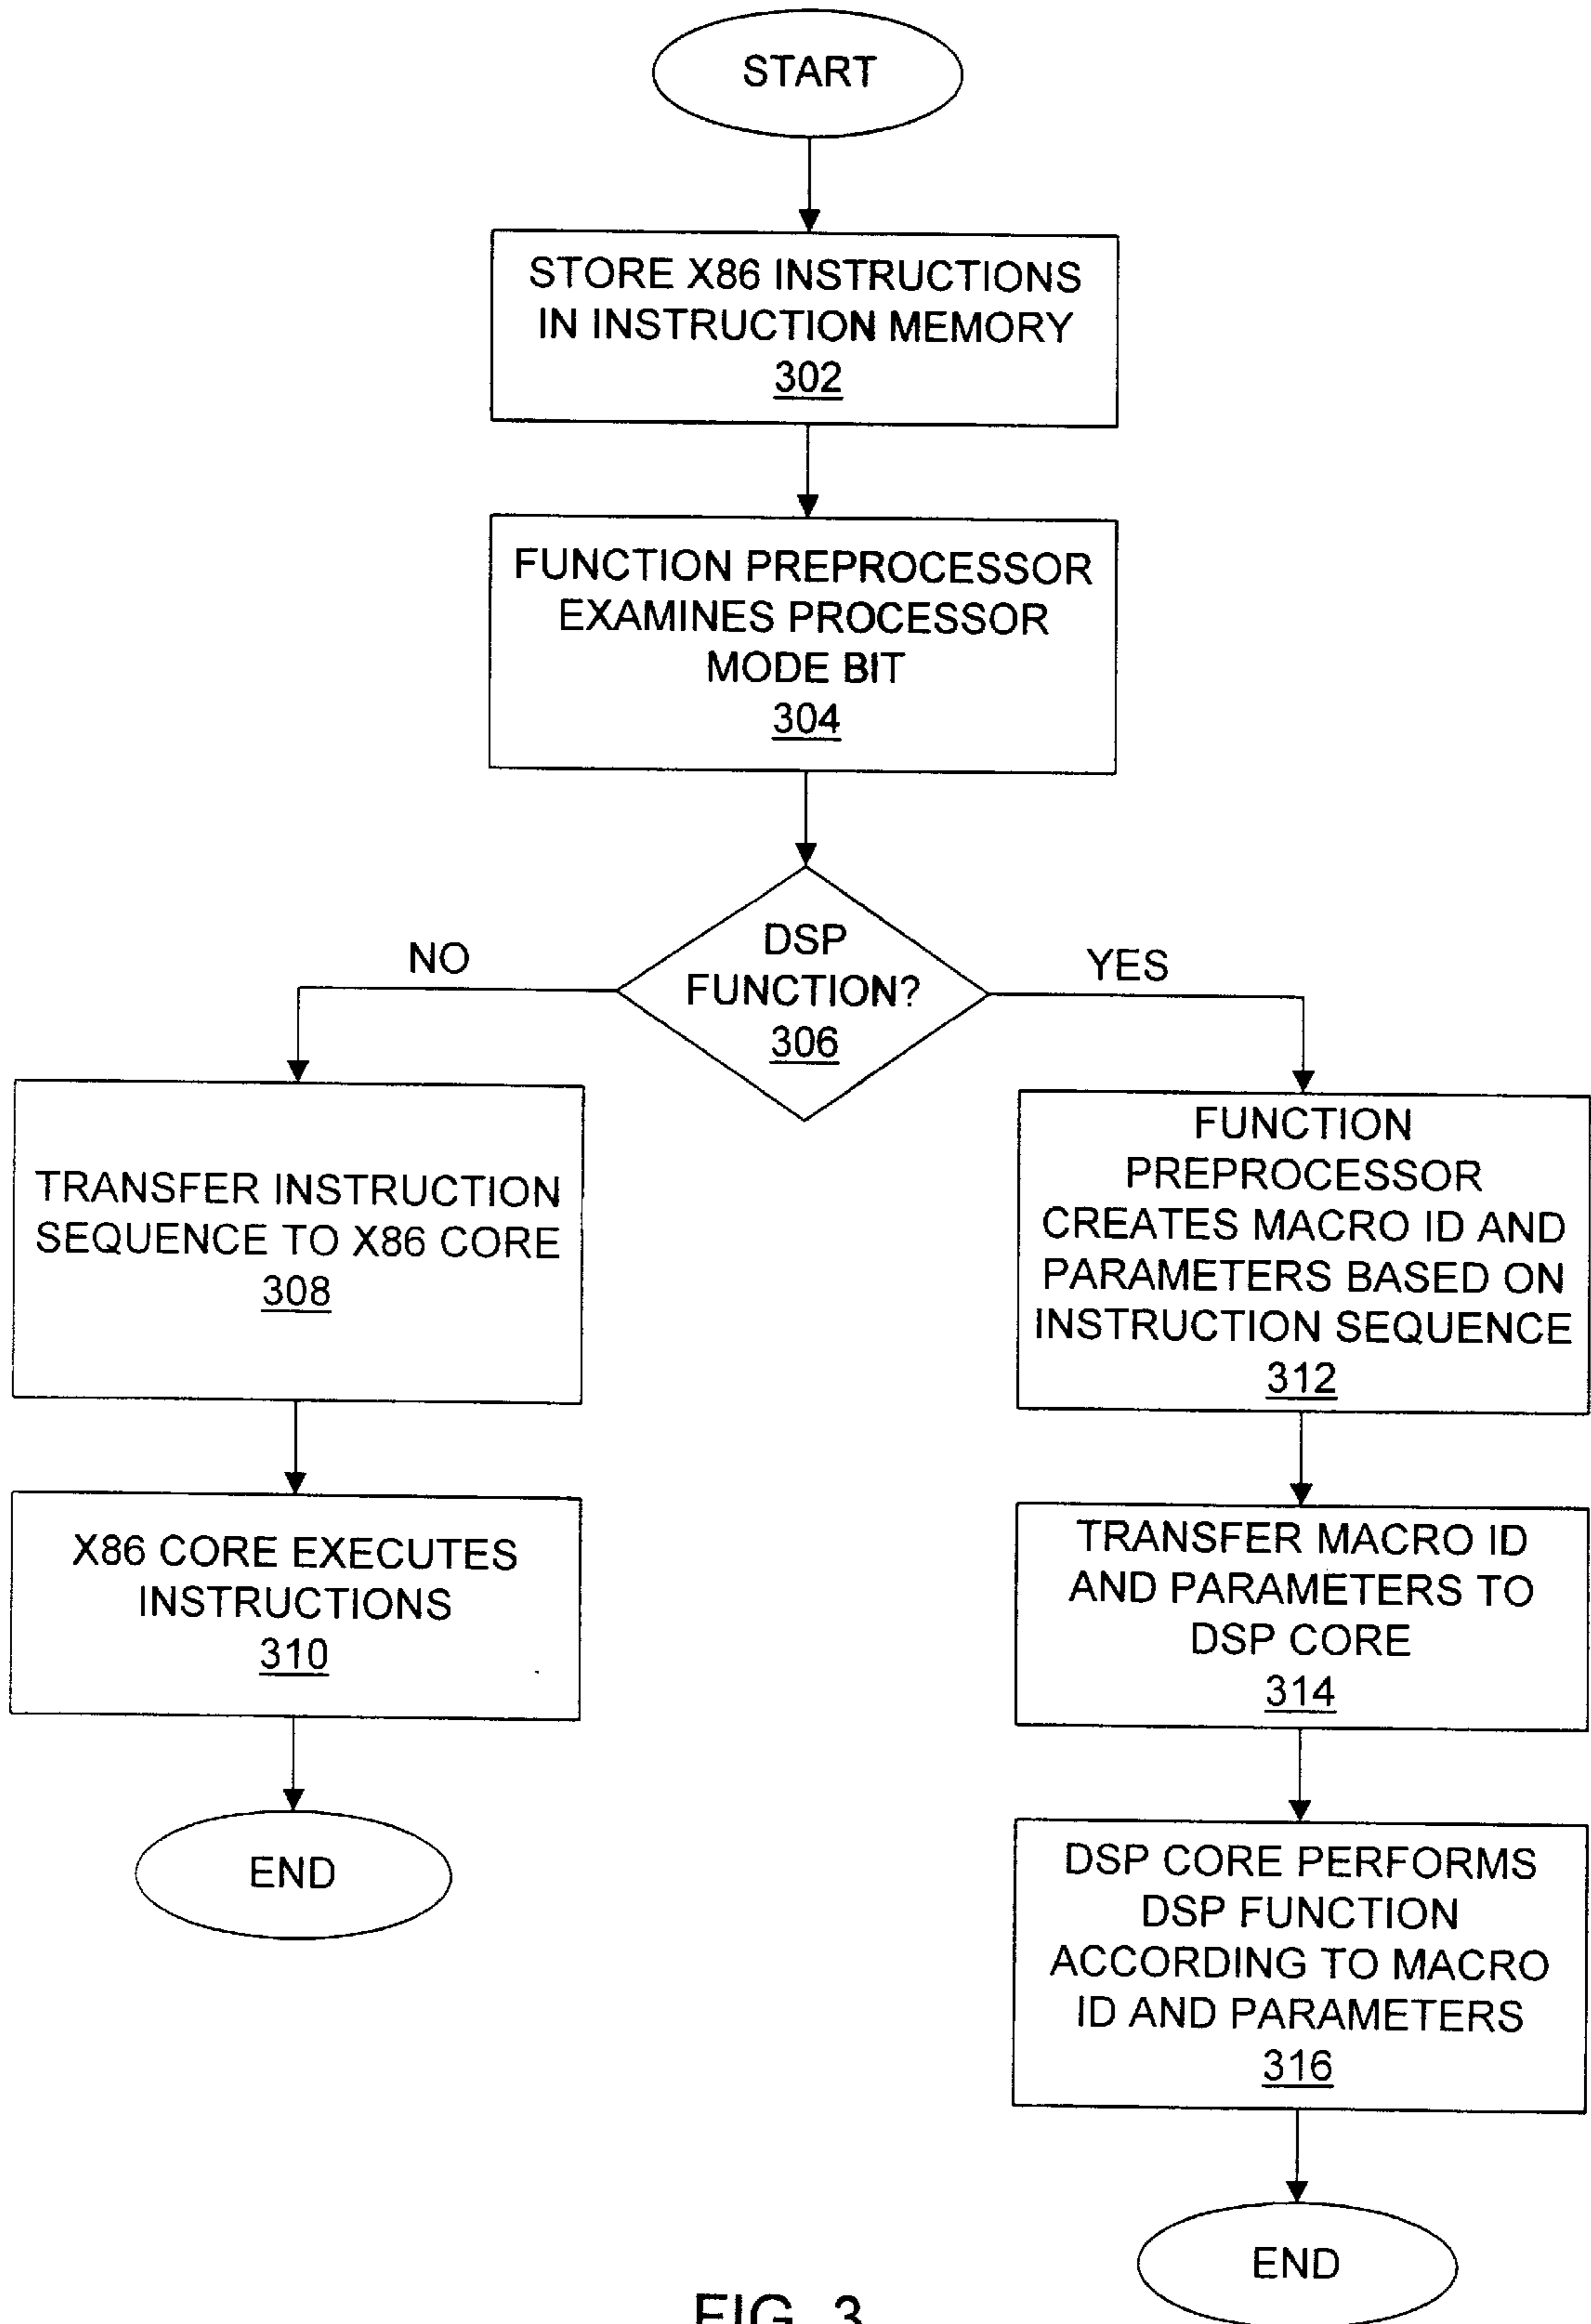 START
STORE X86 INSTRUCTIONS
IN INSTRUCTION MEMORY
302
FUNCTION PREPROCESSOR
EXAMINES PROCESSOR
MODE BIT
304
DSP
FUNCTION?
306
NO
YES
TRANSFER INSTRUCTION
SEQUENCE TO X86 CORE
308
X86 CORE EXECUTES
INSTRUCTIONS
310
END
FUNCTION
PREPROCESSOR
CREATES MACRO ID AND
PARAMETERS BASED ON
INSTRUCTION SEQUENCE
312
TRANSFER MACRO ID
AND PARAMETERS TO
DSP CORE
314
DSP CORE PERFORMS
DSP FUNCTION
ACCORDING TO MACRO
ID AND PARAMETERS
316
END
FIG. 3